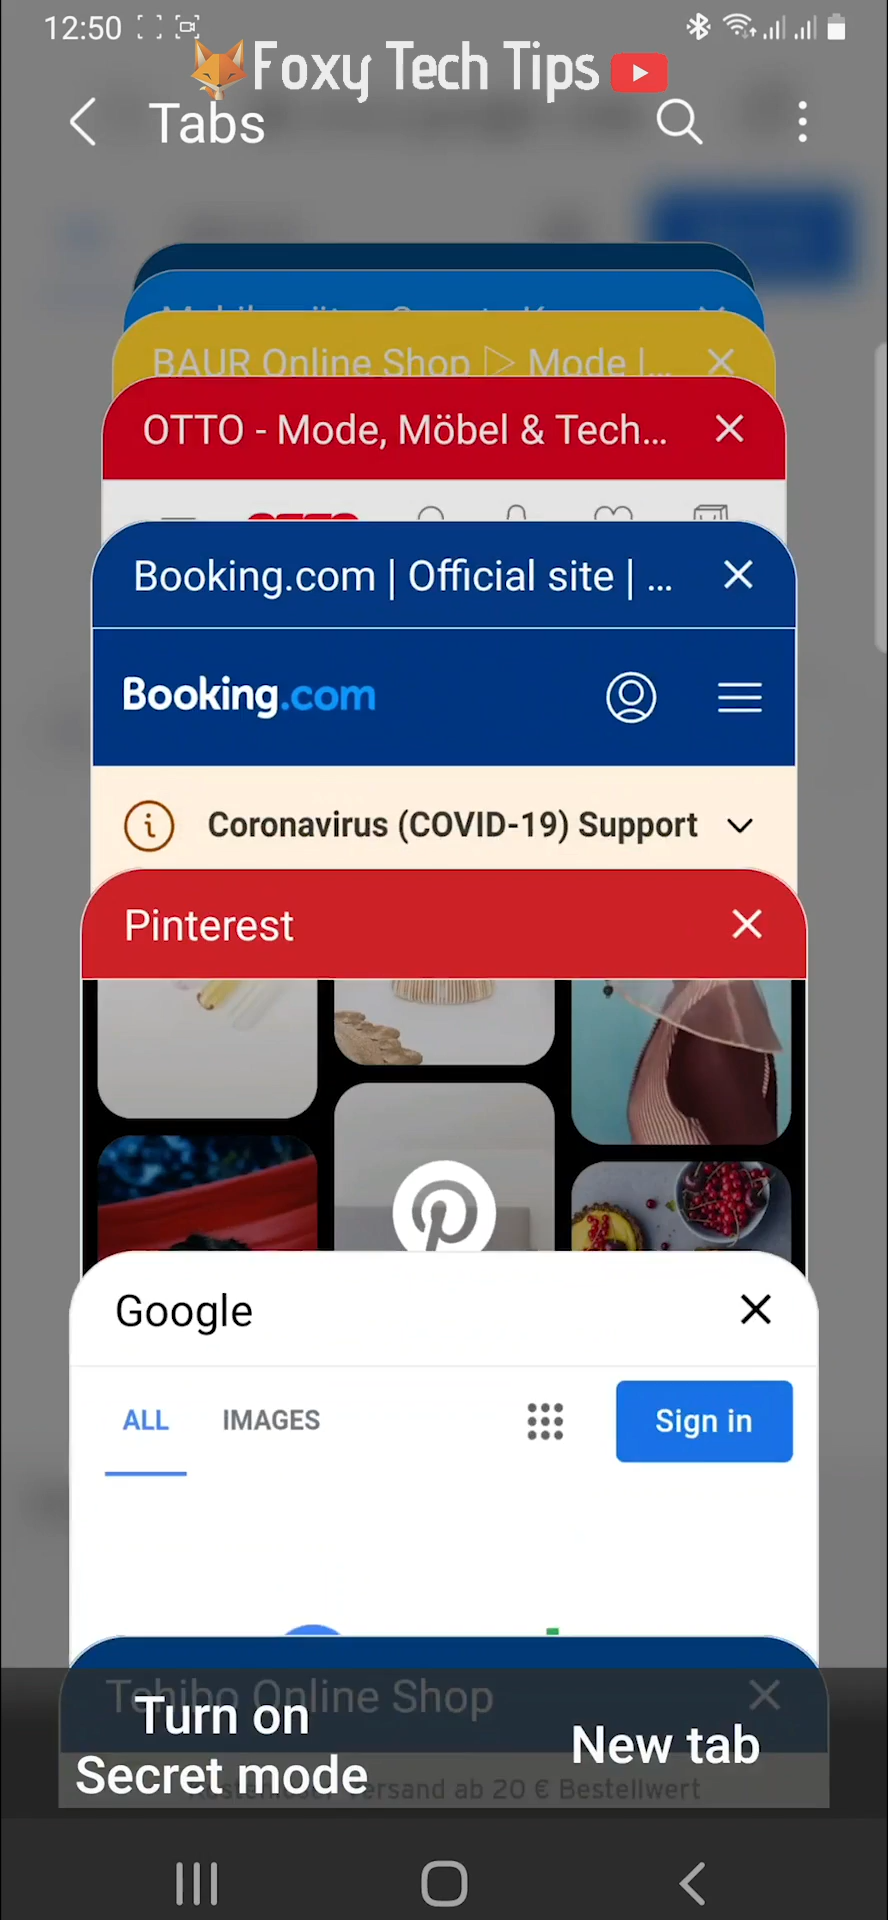 12:50
Foxy Tech Tips
Tabs
BAUR Online Shop ▷ Mode |...
OTTO - Mode, Möbel & Tech...
Booking.com | Official site | ...
Booking.com
Coronavirus (COVID-19) Support
Pinterest
Google
ALL IMAGES Sign in
Tchibo Online Shop
Turn on
Secret mode
New tab
Versand ab 20 € Bestellwert